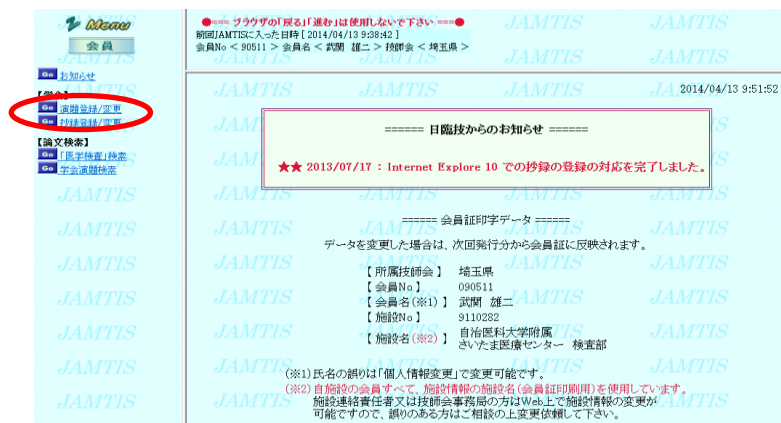 Menu
会員
Go お知らせ
Go 演題登録/変更
Go 抄録登録/変更
【論文検索】
Go 「医学検査」検索
Go 学会演題検索
●=== ブラウザの「戻る」「進む」は使用しないで下さい ===●
前回JAMTISに入った日時 [ 2014/04/13 9:38:42 ]
会員No < 90511 > 会員名 < 武関 雄二 > 技師会 < 埼玉県 >
2014/04/13 9:51:52
====== 日臨技からのお知らせ ======
★★ 2013/07/17 : Internet Explore 10 での抄録の登録の対応を完了しました。
====== 会員証印字データ ======
データを変更した場合は、次回発行分から会員証に反映されます。
【 所属技師会 】 埼玉県
【 会員No 】 090511
【 会員名(※1) 】 武関 雄二
【 施設No 】 9110282
【 施設名(※2) 】 自治医科大学附属
さいたま医療センター 検査部
(※1)氏名の誤りは「個人情報変更」で変更可能です。
(※2)自施設の会員すべて、施設情報の施設名(会員証印刷用)を使用しています。
施設連絡責任者又は技師会事務局の方はWeb上で施設情報の変更が
可能ですので、誤りのある方はご相談の上変更依頼して下さい。
JAMTIS